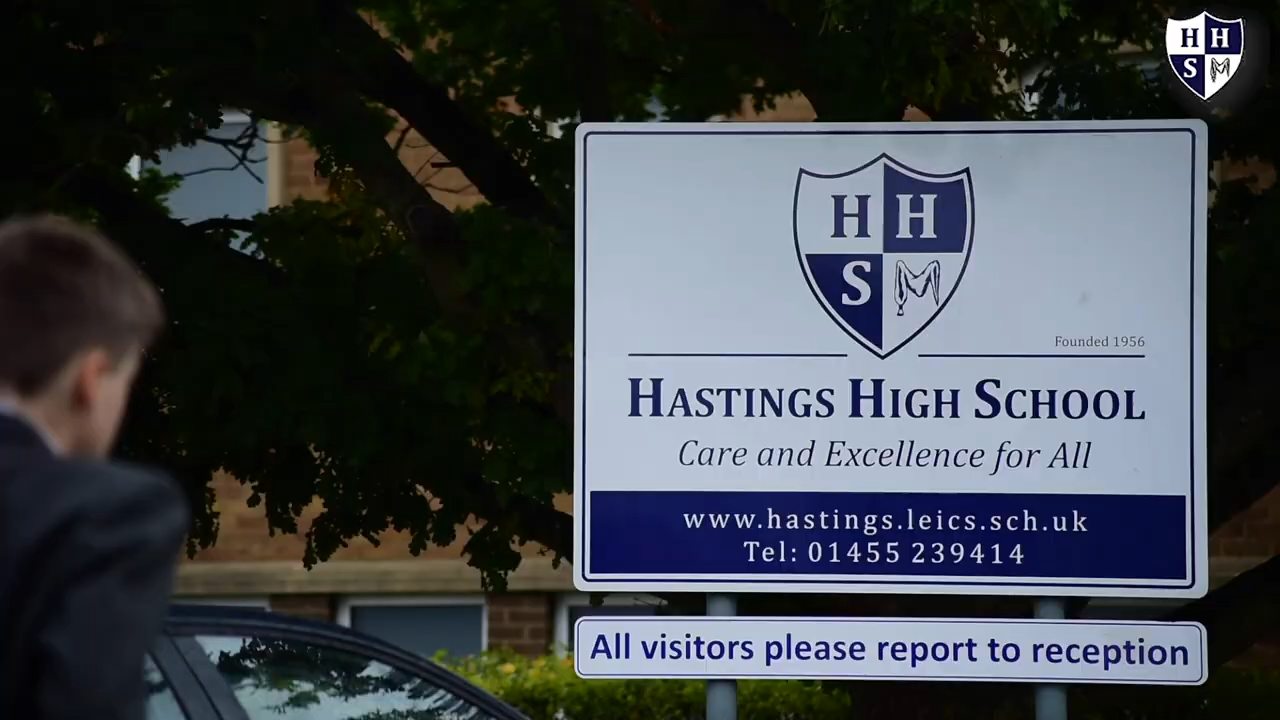 H H
S M
H H
S M
Founded 1956
HASTINGS HIGH SCHOOL
Care and Excellence for All
www.hastings.leics.sch.uk
Tel: 01455 239414
All visitors please report to reception